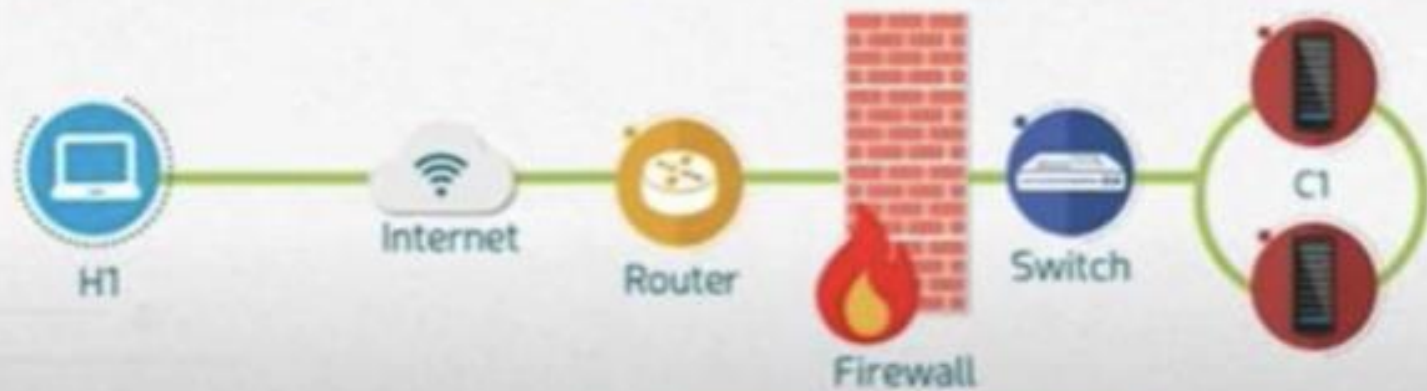 H1
Internet
Router
Firewall
Switch
C1